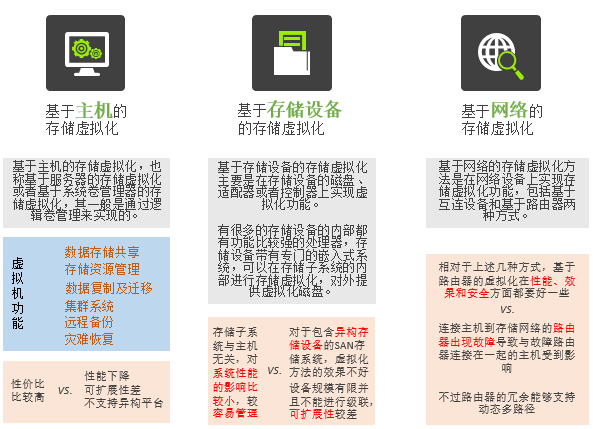 基于主机的
存储虚拟化
基于主机的存储虚拟化，也
称基于服务器的存储虚拟化
或者基于系统卷管理器的存
储虚拟化，其一般是通过逻
辑卷管理来实现的。
虚拟机功能
数据存储共享
存储资源管理
数据复制及迁移
集群系统
远程备份
灾难恢复
性价比
比较高
vs.
性能下降
可扩展性差
不支持异构平台
基于存储设备
的存储虚拟化
基于存储设备的存储虚拟化
主要是在存储设备的磁盘、
适配器或者控制器上实现虚
拟化功能。
有很多的存储设备的内部都
有功能比较强的处理器，存
储设备带有专门的嵌入式系
统，可以在存储子系统的内
部进行存储虚拟化，对外提
供虚拟化磁盘。
存储子系
统与主机
无关，对
系统性能
的影响比
较小，较
容易管理
vs.
对于包含异构存
储设备的SAN存
储系统，虚拟化
方法的效果不好
设备规模有限并
且不能进行级联，
可扩展性较差
基于网络的
存储虚拟化
基于网络的存储虚拟化方
法是在网络设备上实现存
储虚拟化功能，包括基于
互连设备和基于路由器两
种方式。
相对于上述几种方式，基于
路由器的虚拟化在性能、效
果和安全方面都要好一些
vs.
连接主机到存储网络的路由
器出现故障导致与故障路由
器连接在一起的主机受到影
响
不过路由器的冗余能够支持
动态多路径